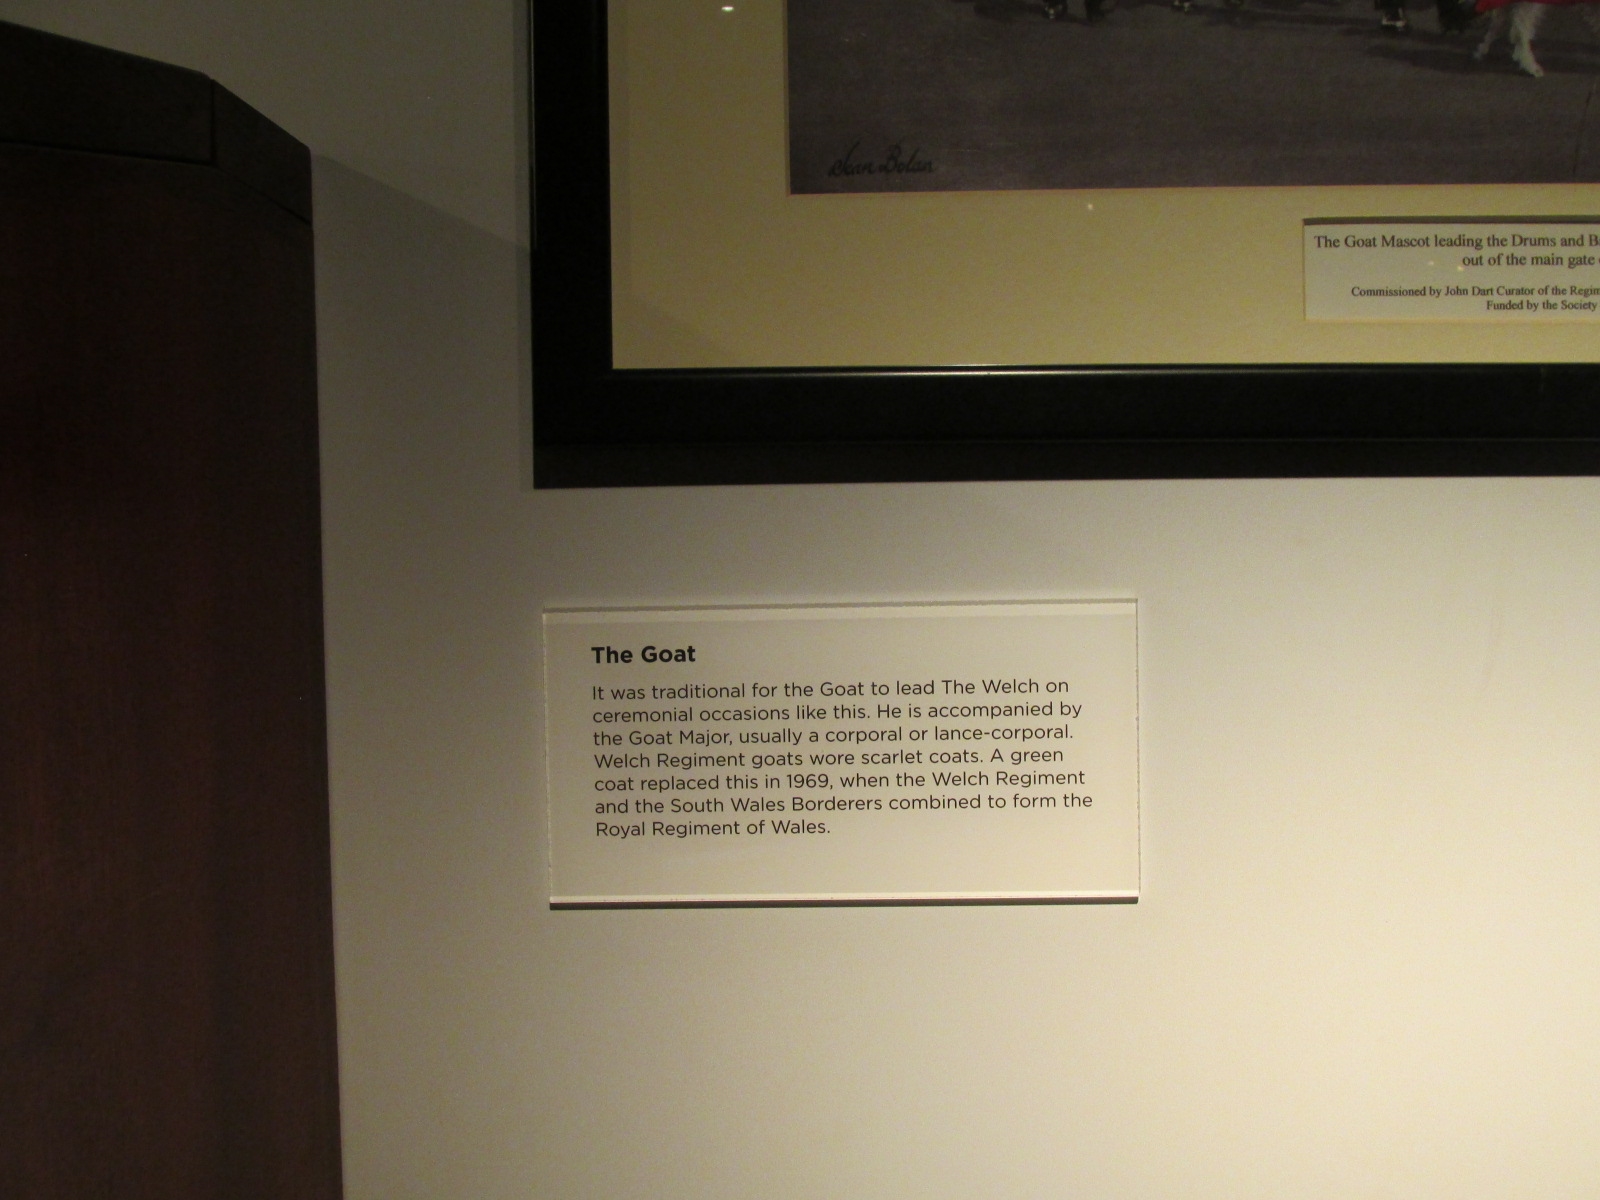 Sean Bolan
The Goat Mascot leading the Drums and
out of the main gate
Commissioned by John Dart Curator of the
Funded by the Society
The Goat
It was traditional for the Goat to lead The Welch on
ceremonial occasions like this. He is accompanied by
the Goat Major, usually a corporal or lance-corporal.
Welch Regiment goats wore scarlet coats. A green
coat replaced this in 1969, when the Welch Regiment
and the South Wales Borderers combined to form the
Royal Regiment of Wales.